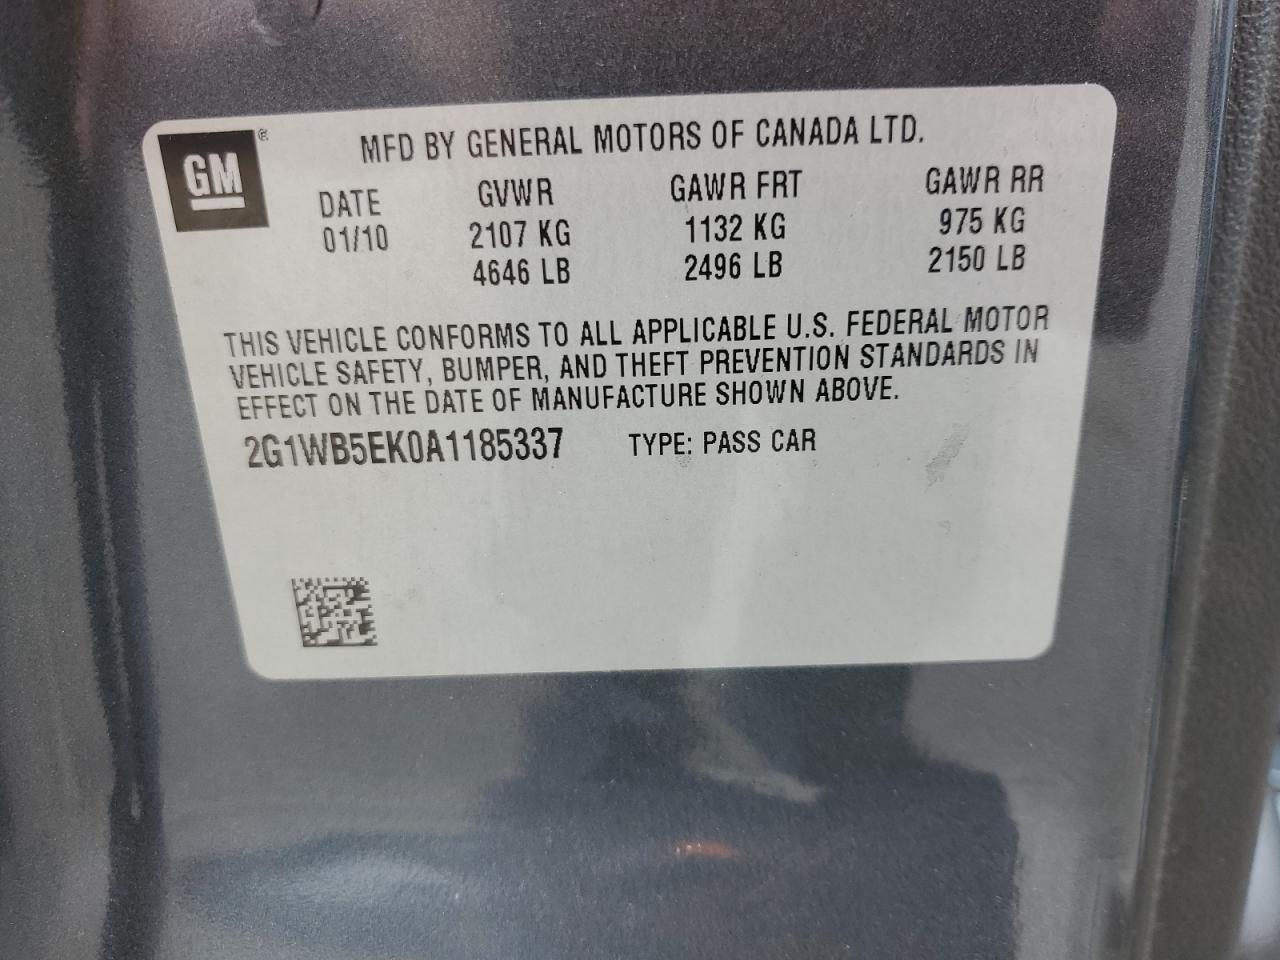 GM ® MFD BY GENERAL MOTORS OF CANADA LTD.
DATE GVWR GAWR FRT GAWR RR
01/10 2107 KG 1132 KG 975 KG
4646 LB 2496 LB 2150 LB
THIS VEHICLE CONFORMS TO ALL APPLICABLE U.S. FEDERAL MOTOR
VEHICLE SAFETY, BUMPER, AND THEFT PREVENTION STANDARDS IN
EFFECT ON THE DATE OF MANUFACTURE SHOWN ABOVE.
2G1WB5EK0A1185337 TYPE: PASS CAR